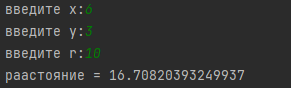 введите x:6
введите y:3
введите r:10
раастояние = 16.70820393249937